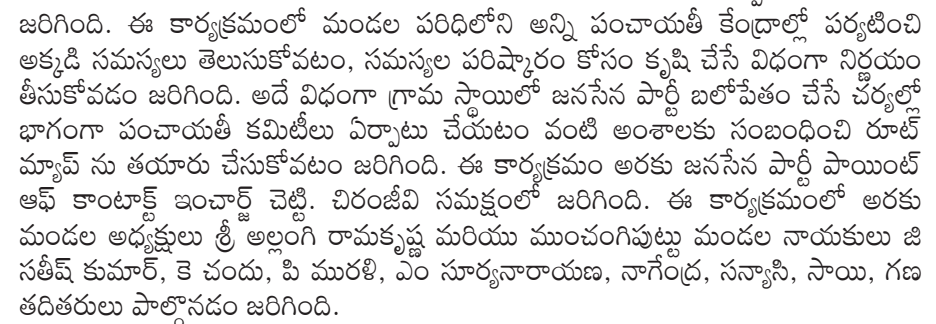 జరిగింది. ఈ కార్యక్రమంలో మండల పరిధిలోని అన్ని పంచాయతీ కేంద్రాల్లో పర్యటించి
అక్కడి సమస్యలు తెలుసుకోవటం, సమస్యల పరిష్కారం కోసం కృషి చేసే విధంగా నిర్ణయం
తీసుకోవడం జరిగింది. అదే విధంగా గ్రామ స్థాయిలో జనసేన పార్టీ బలోపేతం చేసే చర్యల్లో
భాగంగా పంచాయతీ కమిటీలు ఏర్పాటు చేయటం వంటి అంశాలకు సంబంధించి రూట్
మ్యాప్ ను తయారు చేసుకోవటం జరిగింది. ఈ కార్యక్రమం అరకు జనసేన పార్టీ పాయింట్
ఆఫ్ కాంటాక్ట్ ఇంచార్జ్ చెట్టి. చిరంజీవి సమక్షంలో జరిగింది. ఈ కార్యక్రమంలో అరకు
మండల అధ్యక్షులు శ్రీ అల్లంగి రామకృష్ణ మరియు ముంచంగిపుట్టు మండల నాయకులు జి
సతీష్ కుమార్, కె చందు, పి మురళి, ఎం సూర్యనారాయణ, నాగేంద్ర, సన్యాసి, సాయి, గణ
తదితరులు పాల్గొనడం జరిగింది.